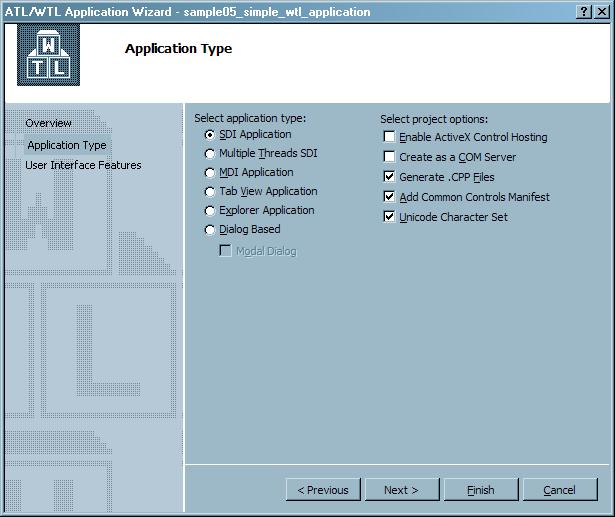 ATL/WTL Application Wizard - sample05_simple_wtl_application
W
T L
Application Type
Overview
Application Type
User Interface Features
Select application type:
SDI Application
Multiple Threads SDI
MDI Application
Tab View Application
Explorer Application
Dialog Based
Modal Dialog
Select project options:
Enable ActiveX Control Hosting
Create as a COM Server
Generate .CPP Files
Add Common Controls Manifest
Unicode Character Set
W
L
W
< Previous
Next >
Finish
Cancel